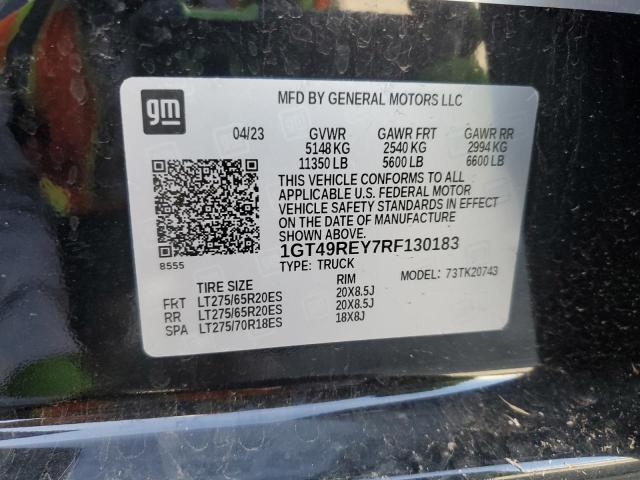 gm
MFD BY GENERAL MOTORS LLC
04/23 GVWR GAWR FRT GAWR RR
5148 KG 2540 KG 2994 KG
11350 LB 5600 LB 6600 LB
THIS VEHICLE CONFORMS TO ALL
APPLICABLE U.S. FEDERAL MOTOR
VEHICLE SAFETY STANDARDS IN EFFECT
ON THE DATE OF MANUFACTURE
SHOWN ABOVE.
8555
1GT49REY7RF130183
TYPE: TRUCK MODEL: 73TK20743
TIRE SIZE RIM
FRT LT275/65R20ES 20X8.5J
RR LT275/65R20ES 20X8.5J
SPA LT275/70R18ES 18X8J